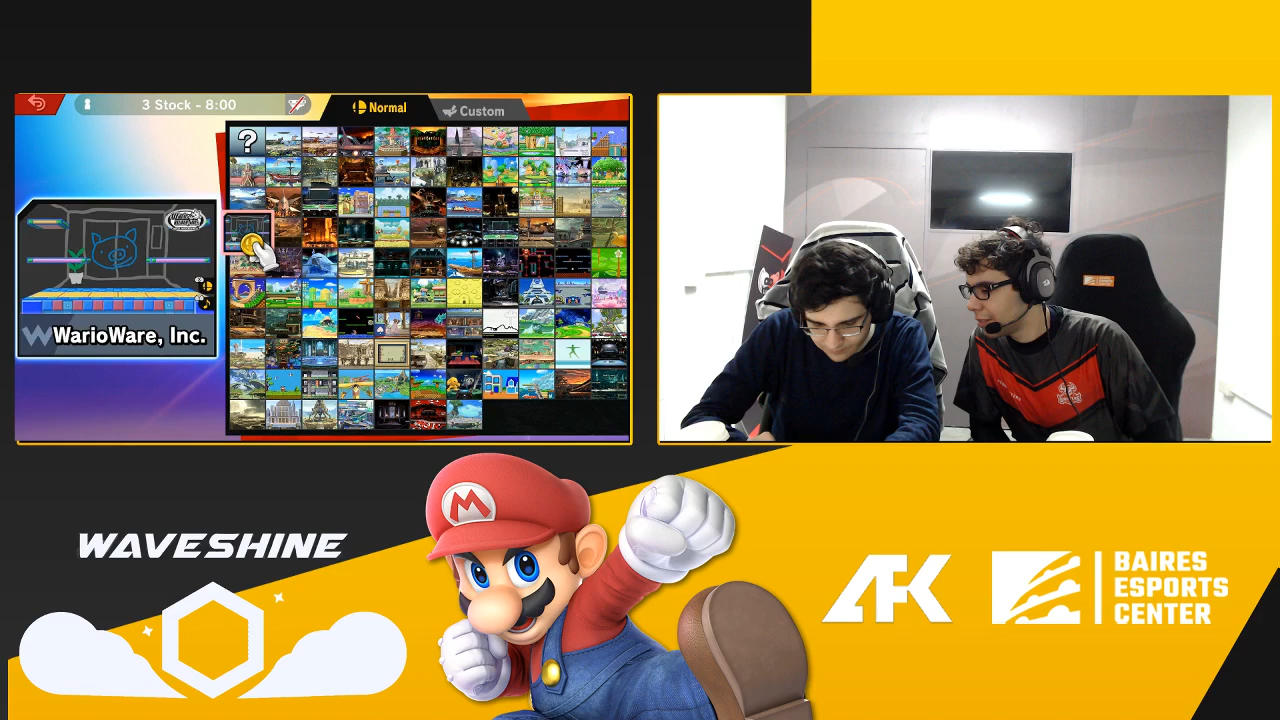 3 Stock - 8:00
Normal
Custom
?
WarioWare, Inc.
M
WAVESHINE
AFK
BAIRES
ESPORTS
CENTER